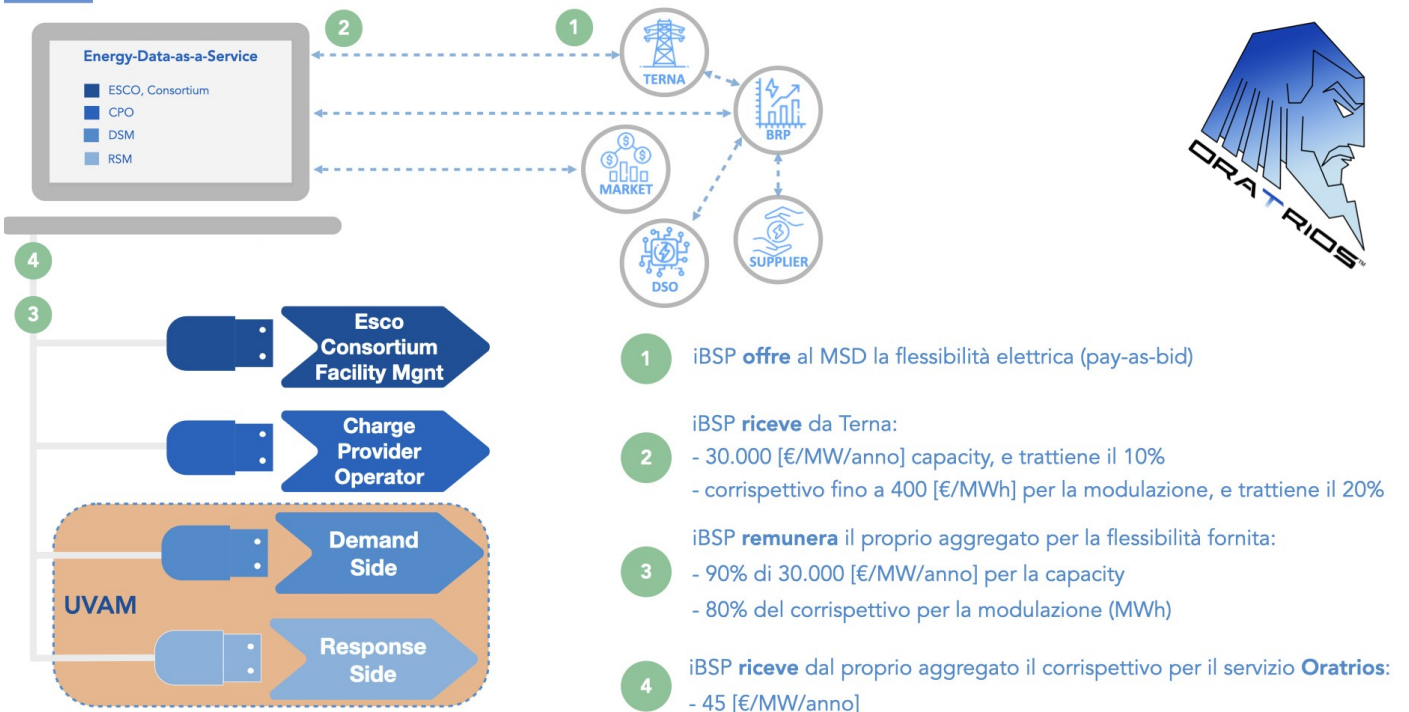 2
1
Energy-Data-as-a-Service
ESCO, Consortium
CPO
DSM
RSM
TERNA
BRP
MARKET
DSO
SUPPLIER
ORATRIOS™
4
3
Esco
Consortium
Facility Mgnt
Charge
Provider
Operator
UVAM
Demand
Side
Response
Side
1
iBSP offre al MSD la flessibilità elettrica (pay-as-bid)
2
iBSP riceve da Terna:
- 30.000 [€/MW/anno] capacity, e trattiene il 10%
- corrispettivo fino a 400 [€/MWh] per la modulazione, e trattiene il 20%
3
iBSP remunera il proprio aggregato per la flessibilità fornita:
- 90% di 30.000 [€/MW/anno] per la capacity
- 80% del corrispettivo per la modulazione (MWh)
4
iBSP riceve dal proprio aggregato il corrispettivo per il servizio Oratrios:
- 45 [€/MW/anno]